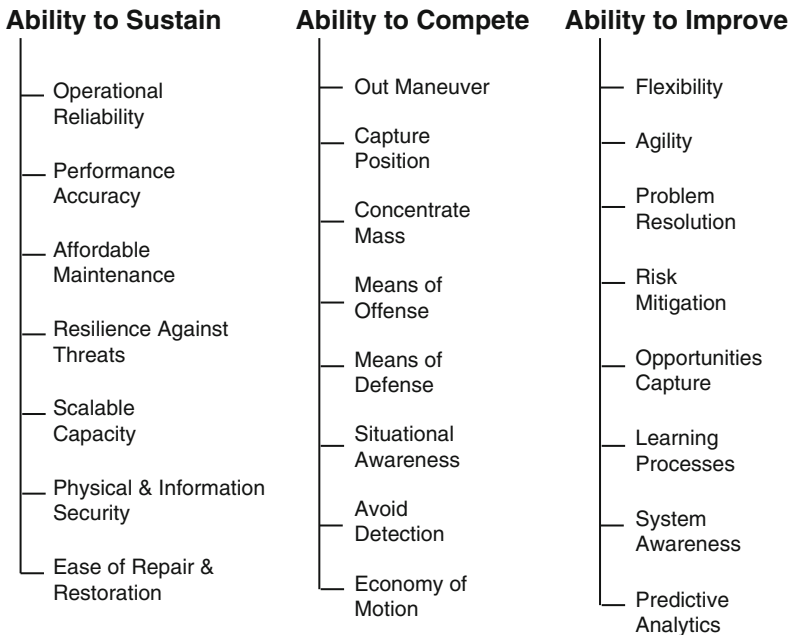 Ability to Sustain
Operational
Reliability
Performance
Accuracy
Affordable
Maintenance
Resilience Against
Threats
Scalable
Capacity
Physical & Information
Security
Ease of Repair &
Restoration
Ability to Compete
Out Maneuver
Capture
Position
Concentrate
Mass
Means of
Offense
Means of
Defense
Situational
Awareness
Avoid
Detection
Economy of
Motion
Ability to Improve
Flexibility
Agility
Problem
Resolution
Risk
Mitigation
Opportunities
Capture
Learning
Processes
System
Awareness
Predictive
Analytics